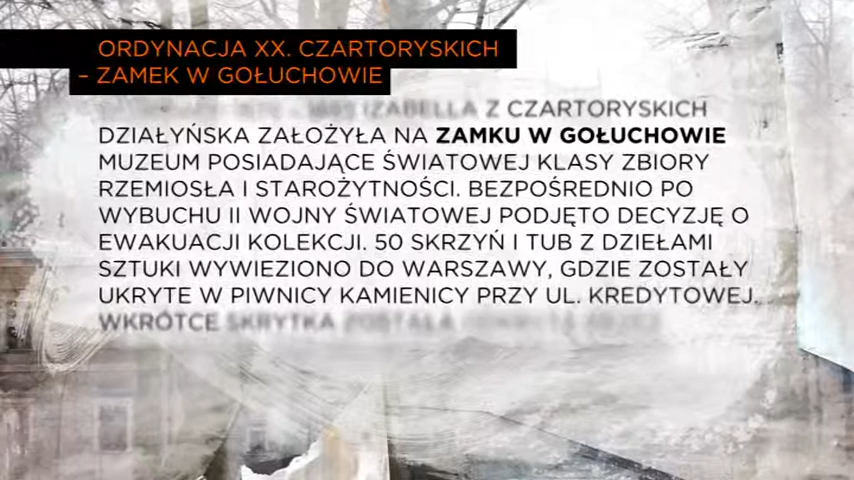 ORDYNACJA XX. CZARTORYSKICH
– ZAMEK W GOŁUCHOWIE
IZABELLA Z CZARTORYSKICH
DZIAŁYŃSKA ZAŁOŻYŁA NA ZAMKU W GOŁUCHOWIE
MUZEUM POSIADAJĄCE ŚWIATOWEJ KLASY ZBIORY
RZEMIOSŁA I STAROŻYTNOŚCI. BEZPOŚREDNIO PO
WYBUCHU II WOJNY ŚWIATOWEJ PODJĘTO DECYZJĘ O
EWAKUACJI KOLEKCJI. 50 SKRZYŃ I TUB Z DZIEŁAMI
SZTUKI WYWIEZIONO DO WARSZAWY, GDZIE ZOSTAŁY
UKRYTE W PIWNICY KAMIENICY PRZY UL. KREDYTOWEJ.
WKRÓTCE SKRYTKA ZOSTAŁA